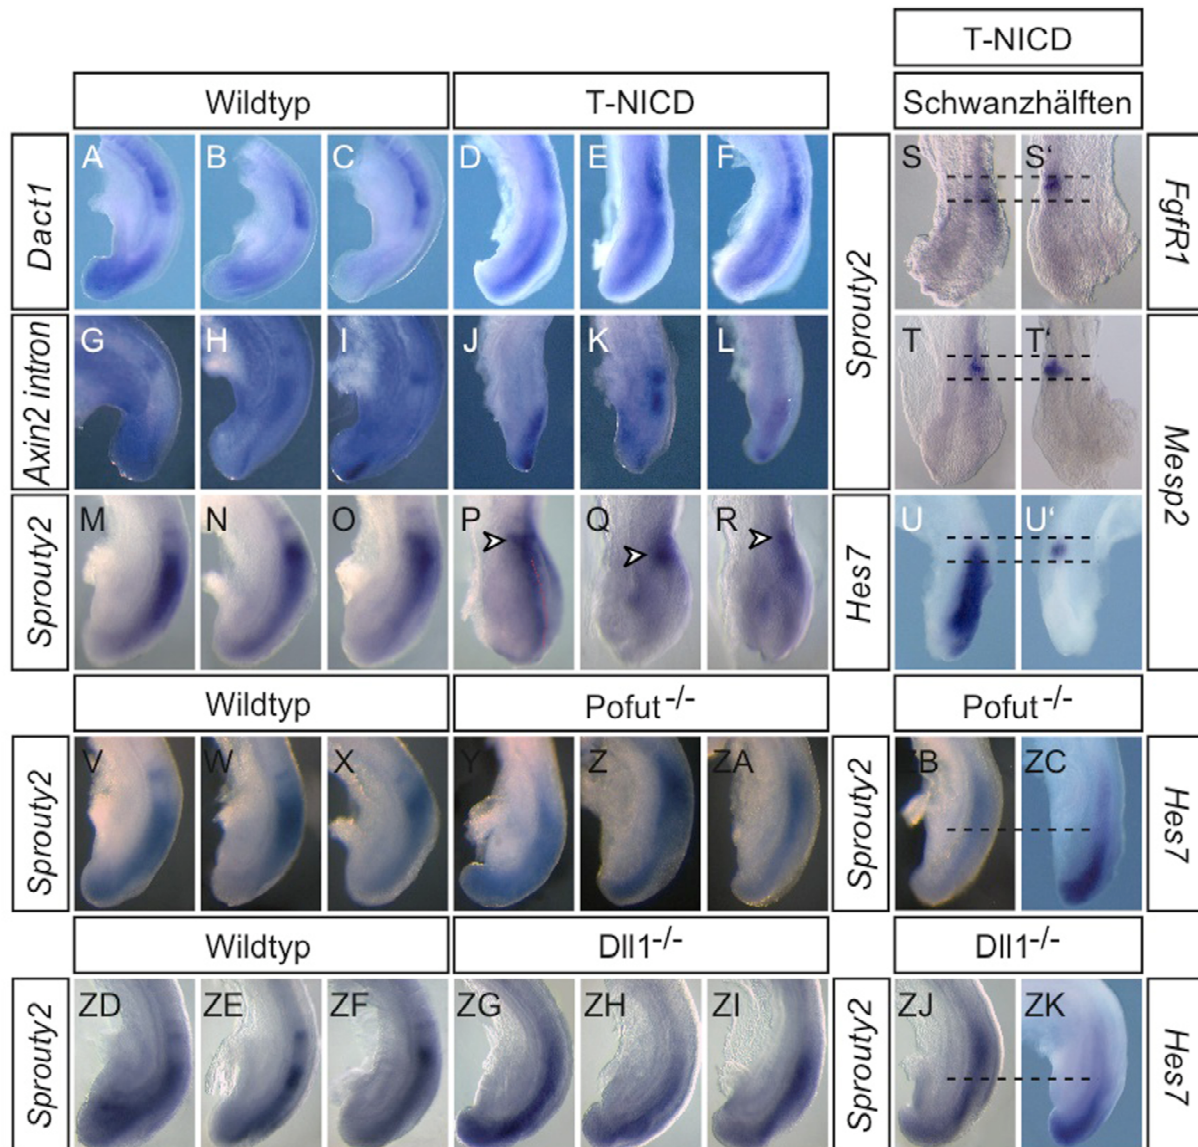 T-NICD
Wildtyp
T-NICD
Schwanzhälften
Dact1
A
B
C
D
E
F
Sprouty2
S
S'
FgfR1
Axin2 intron
G
H
I
J
K
L
T
T'
Mesp2
Sprouty2
M
N
O
P
Q
R
Hes7
U
U'
Wildtyp
Pofut-/-
Pofut-/-
Sprouty2
V
W
X
Y
Z
ZA
Sprouty2
ZB
ZC
Hes7
Wildtyp
Dll1-/-
Dll1-/-
Sprouty2
ZD
ZE
ZF
ZG
ZH
ZI
Sprouty2
ZJ
ZK
Hes7